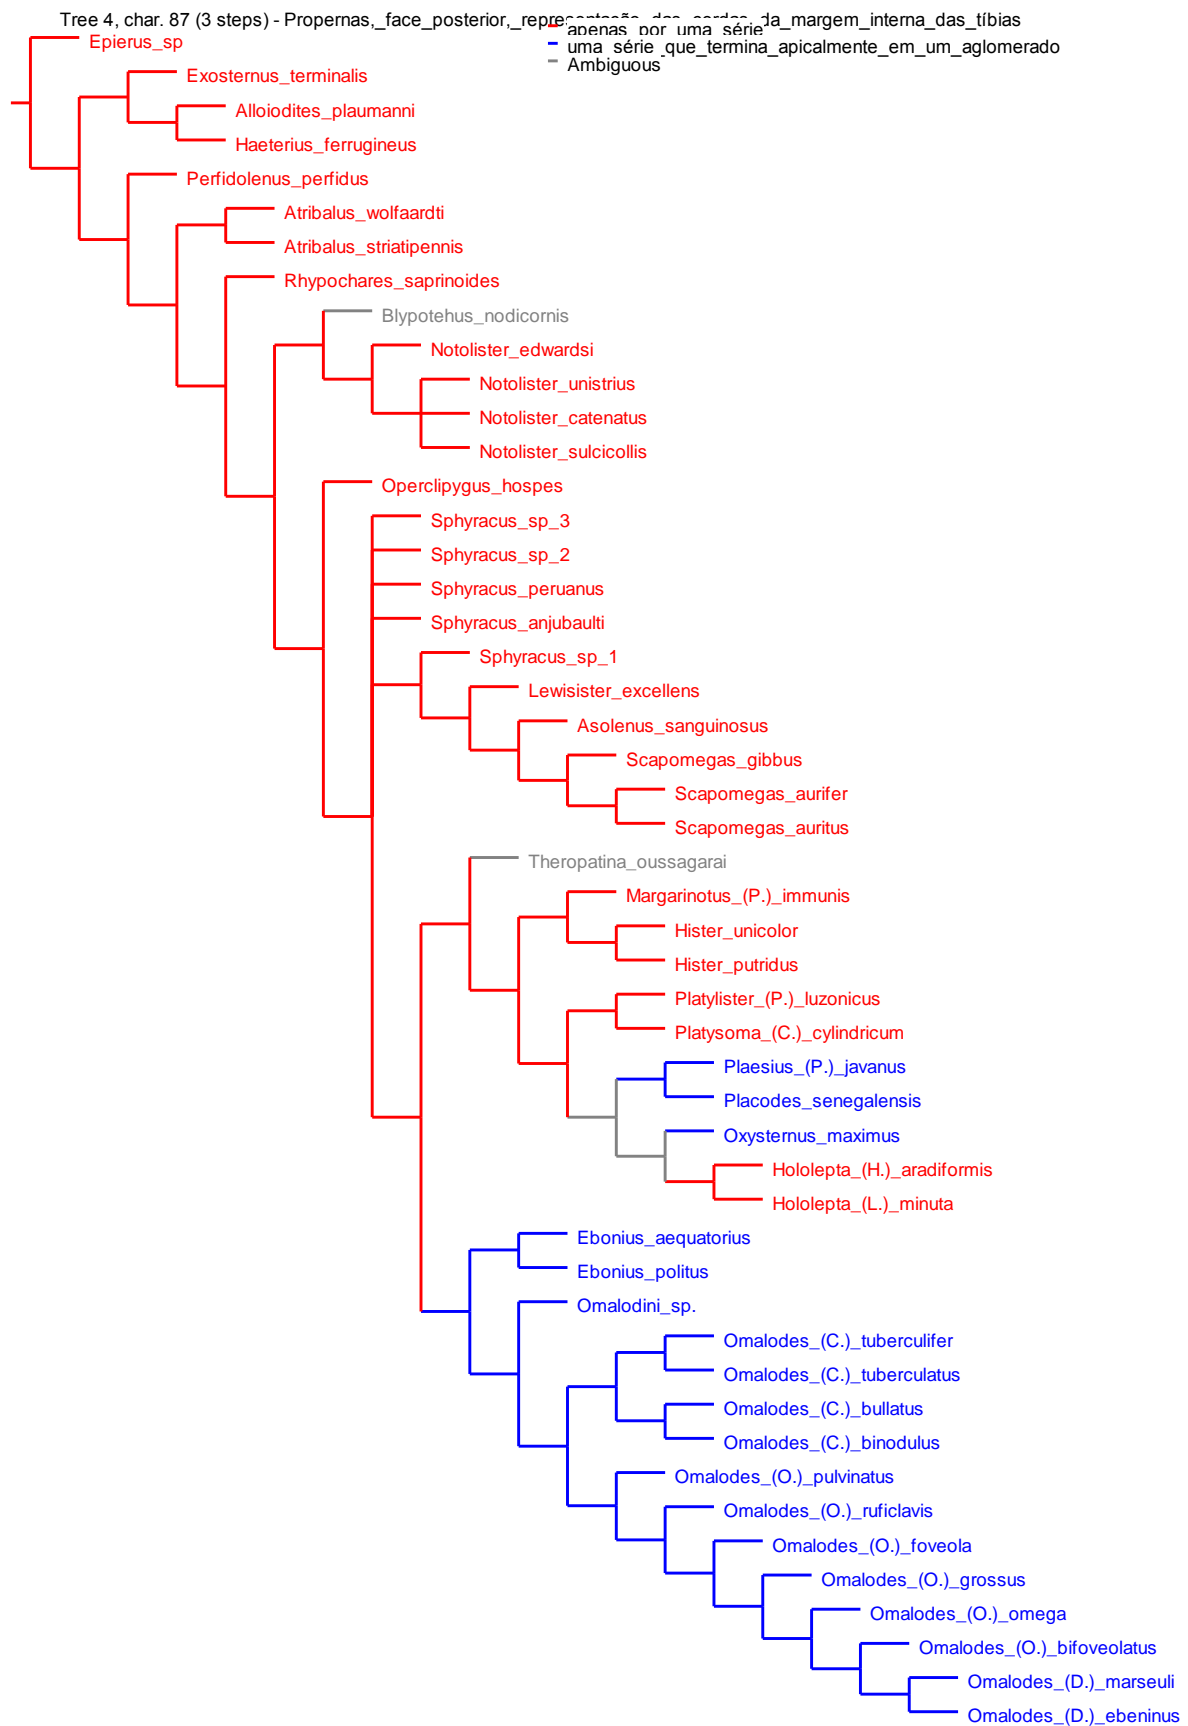 Tree 4, char. 87 (3 steps) - Propernas,_face_posterior,_representação_das_cerdas_da_margem_interna_das_tíbias
apenas_por_uma_série
uma_série_que_termina_apicalmente_em_um_aglomerado
Ambiguous
Epierus_sp
Exosternus_terminalis
Alloiodites_plaumanni
Haeterius_ferrugineus
Perfidolenus_perfidus
Atribalus_wolfaardti
Atribalus_striatipennis
Rhypochares_saprinoides
Blypotehus_nodicornis
Notolister_edwardsi
Notolister_unistrius
Notolister_catenatus
Notolister_sulcicollis
Operclipygus_hospes
Sphyracus_sp_3
Sphyracus_sp_2
Sphyracus_peruanus
Sphyracus_anjubaulti
Sphyracus_sp_1
Lewisister_excellens
Asolenus_sanguinosus
Scapomegas_gibbus
Scapomegas_aurifer
Scapomegas_auritus
Theropatina_oussagarai
Margarinotus_(P.)_immunis
Hister_unicolor
Hister_putridus
Platylister_(P.)_luzonicus
Platysoma_(C.)_cylindricum
Plaesius_(P.)_javanus
Placodes_senegalensis
Oxysternus_maximus
Hololepta_(H.)_aradiformis
Hololepta_(L.)_minuta
Ebonius_aequatorius
Ebonius_politus
Omalodini_sp.
Omalodes_(C.)_tuberculifer
Omalodes_(C.)_tuberculatus
Omalodes_(C.)_bullatus
Omalodes_(C.)_binodulus
Omalodes_(O.)_pulvinatus
Omalodes_(O.)_ruficlavis
Omalodes_(O.)_foveola
Omalodes_(O.)_grossus
Omalodes_(O.)_omega
Omalodes_(O.)_bifoveolatus
Omalodes_(D.)_marseuli
Omalodes_(D.)_ebeninus